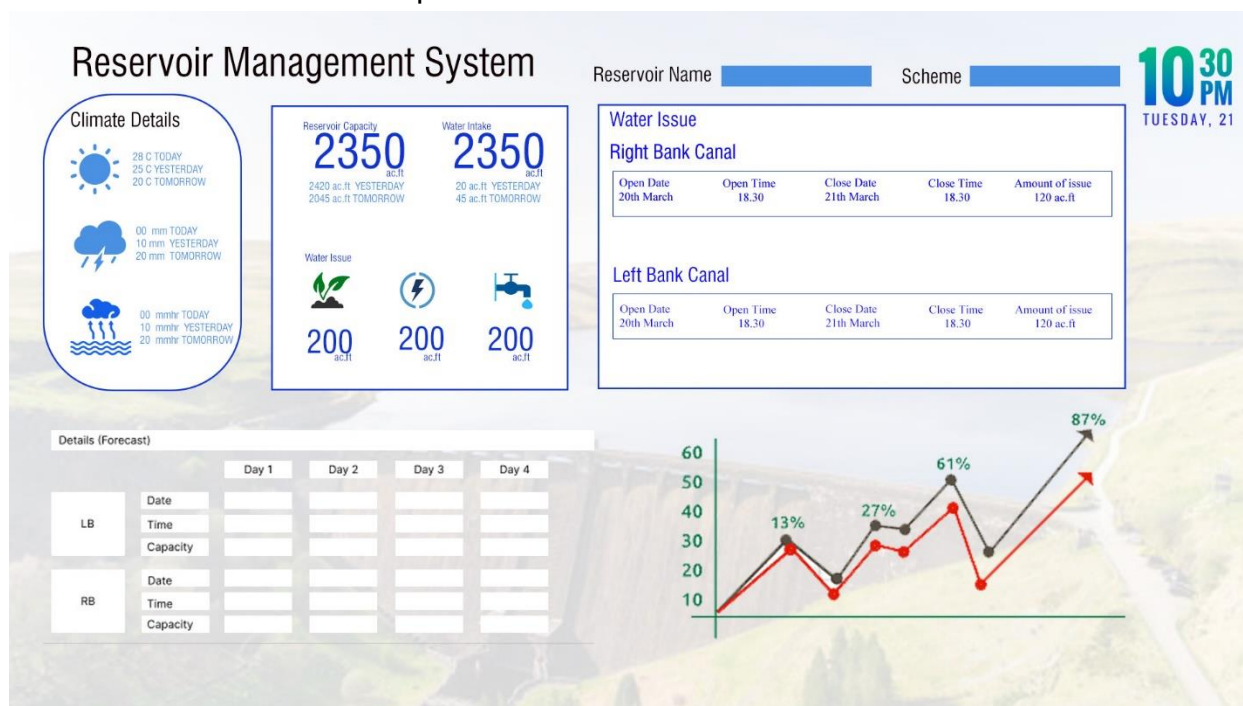 Reservoir Management System
Reservoir Name
Scheme
10 30 PM
TUESDAY, 21
Climate Details
28 C TODAY
25 C YESTERDAY
20 C TOMORROW
00 mm TODAY
10 mm YESTERDAY
20 mm TOMORROW
00 mmhr TODAY
10 mmhr YESTERDAY
20 mmhr TOMORROW
Reservoir Capacity
2350
ac.ft
2420 ac.ft YESTERDAY
2045 ac.ft TOMORROW
Water Intake
2350
ac.ft
20 ac.ft YESTERDAY
45 ac.ft TOMORROW
Water Issue
200 ac.ft
200 ac.ft
200 ac.ft
Water Issue
Right Bank Canal
Open Date Open Time Close Date Close Time Amount of issue
20th March 18.30 21th March 18.30 120 ac.ft
Left Bank Canal
Open Date Open Time Close Date Close Time Amount of issue
20th March 18.30 21th March 18.30 120 ac.ft
Details (Forecast)
Day 1 Day 2 Day 3 Day 4
LB
Date
Time
Capacity
RB
Date
Time
Capacity
60
50
40
30
20
10
13%
27%
61%
87%